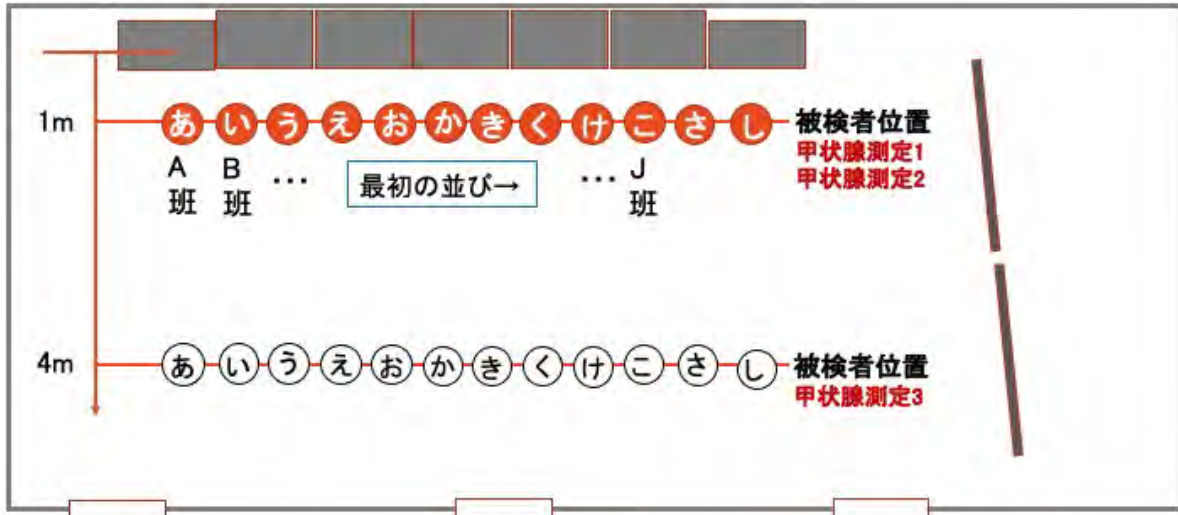 1m
あ い う え お か き く け こ さ し
被検者位置
甲状腺測定1
甲状腺測定2
A班
B班
…
最初の並び→
…
J班
4m
あ い う え お か き く け こ さ し
被検者位置
甲状腺測定3